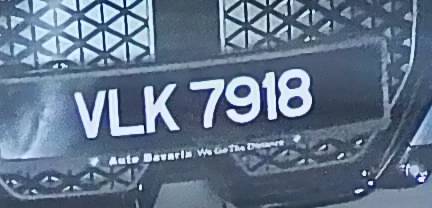 VLK 7918
Auto Bavaria We Go The Distance